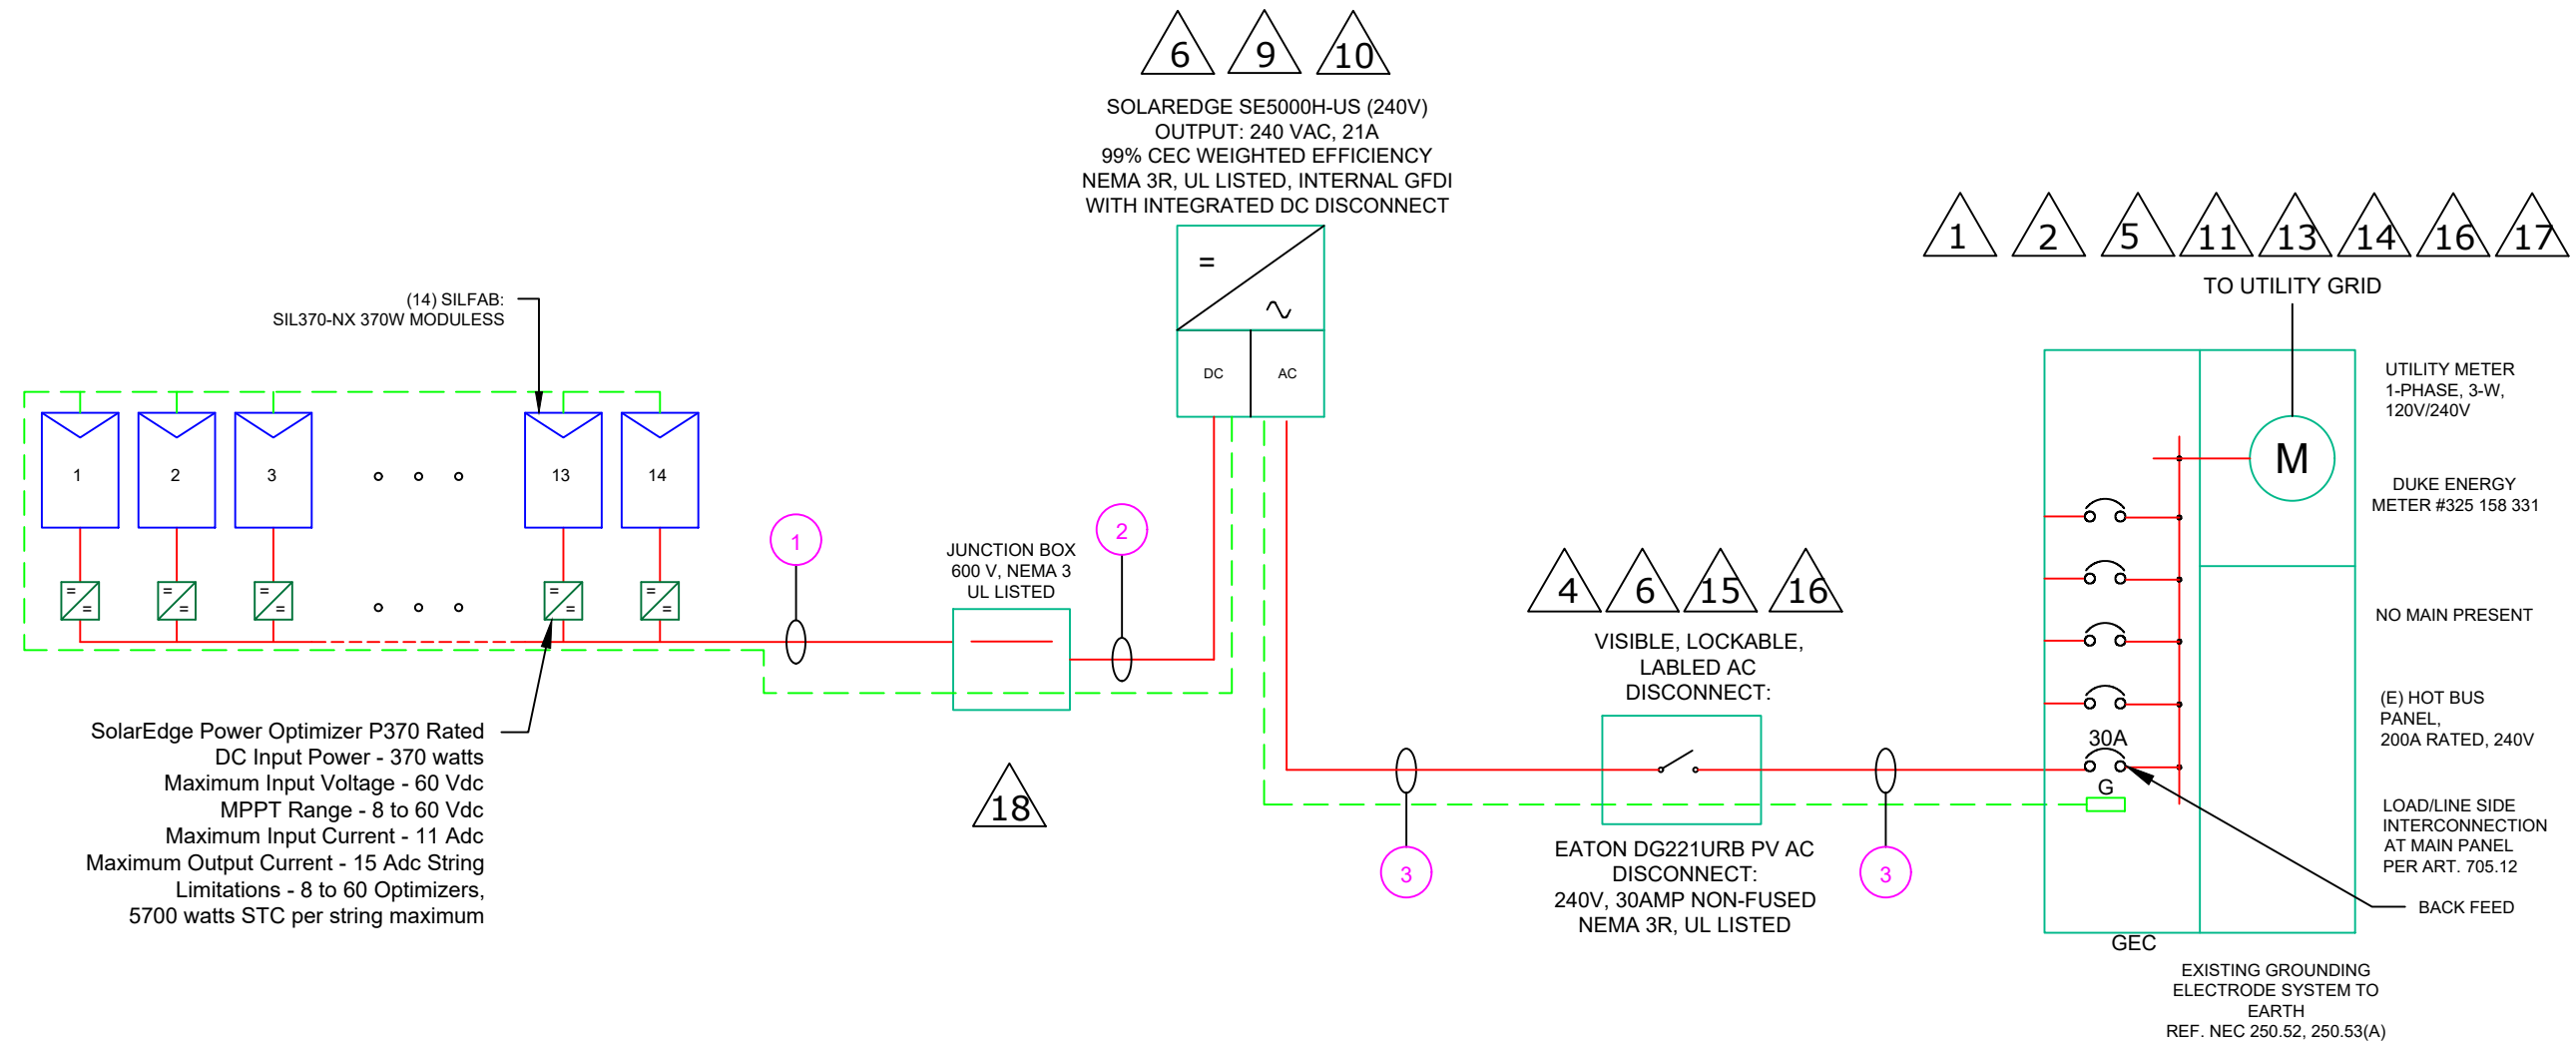 6 9 10
SOLAREDGE SE5000H-US (240V)
OUTPUT: 240 VAC, 21A
99% CEC WEIGHTED EFFICIENCY
NEMA 3R, UL LISTED, INTERNAL GFDI
WITH INTEGRATED DC DISCONNECT
=
DC AC
1 2 5 11 13 14 16 17
TO UTILITY GRID
(14) SILFAB:
SIL370-NX 370W MODULESS
1 2 3 13 14
= = = = =
= = = = =
SolarEdge Power Optimizer P370 Rated
DC Input Power - 370 watts
Maximum Input Voltage - 60 Vdc
MPPT Range - 8 to 60 Vdc
Maximum Input Current - 11 Adc
Maximum Output Current - 15 Adc String
Limitations - 8 to 60 Optimizers,
5700 watts STC per string maximum
1
JUNCTION BOX
600 V, NEMA 3
UL LISTED
2
18
4 6 15 16
VISIBLE, LOCKABLE,
LABLED AC
DISCONNECT:
3
EATON DG221URB PV AC
DISCONNECT:
240V, 30AMP NON-FUSED
NEMA 3R, UL LISTED
3
M
30A
G
GEC
UTILITY METER
1-PHASE, 3-W,
120V/240V
DUKE ENERGY
METER #325 158 331
NO MAIN PRESENT
(E) HOT BUS
PANEL,
200A RATED, 240V
LOAD/LINE SIDE
INTERCONNECTION
AT MAIN PANEL
PER ART. 705.12
BACK FEED
EXISTING GROUNDING
ELECTRODE SYSTEM TO
EARTH
REF. NEC 250.52, 250.53(A)